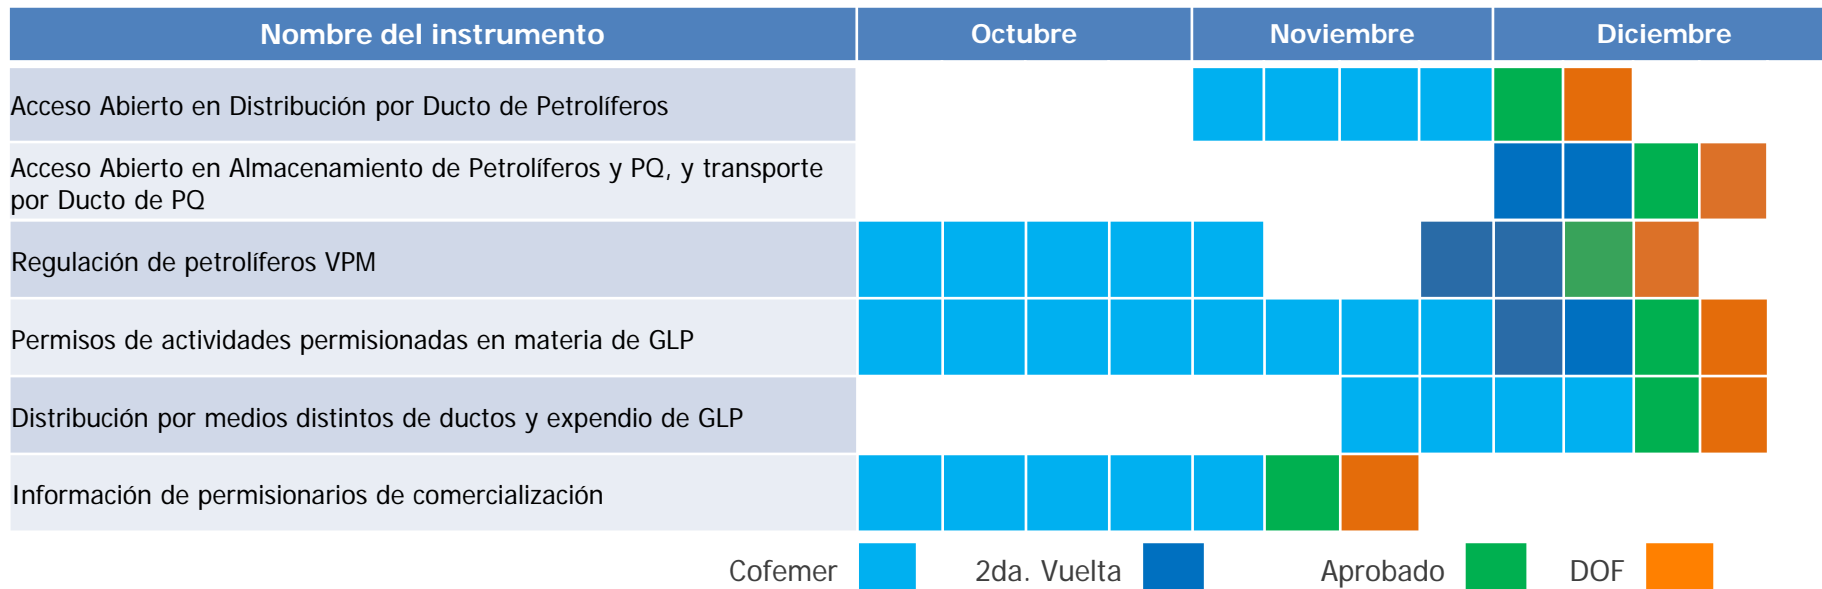 Nombre del instrumento Octubre Noviembre Diciembre
Acceso Abierto en Distribución por Ducto de Petrolíferos
Acceso Abierto en Almacenamiento de Petrolíferos y PQ, y transporte
por Ducto de PQ
Regulación de petrolíferos VPM
Permisos de actividades permisionadas en materia de GLP
Distribución por medios distintos de ductos y expendio de GLP
Información de permisionarios de comercialización
Cofemer 2da. Vuelta Aprobado DOF